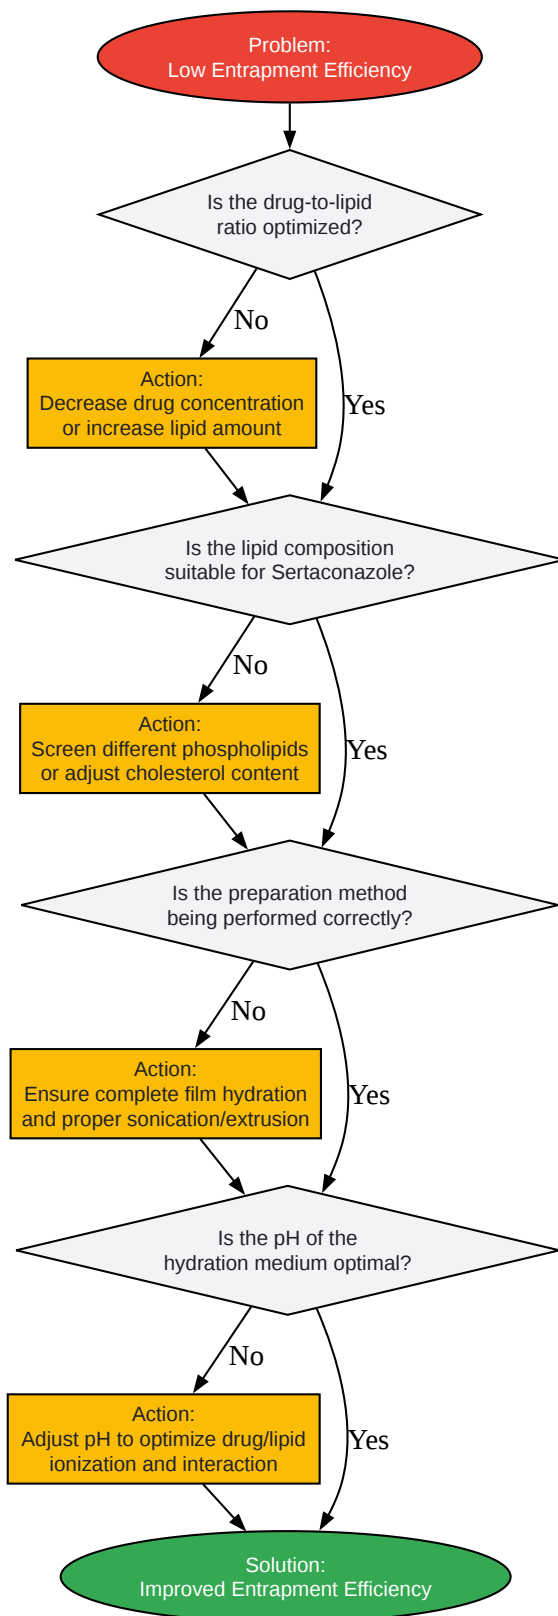 Problem:
Low Entrapment Efficiency
Is the drug-to-lipid
ratio optimized?
No
Yes
Action:
Decrease drug concentration
or increase lipid amount
Is the lipid composition
suitable for Sertaconazole?
No
Yes
Action:
Screen different phospholipids
or adjust cholesterol content
Is the preparation method
being performed correctly?
No
Yes
Action:
Ensure complete film hydration
and proper sonication/extrusion
Is the pH of the
hydration medium optimal?
No
Yes
Action:
Adjust pH to optimize drug/lipid
ionization and interaction
Solution:
Improved Entrapment Efficiency